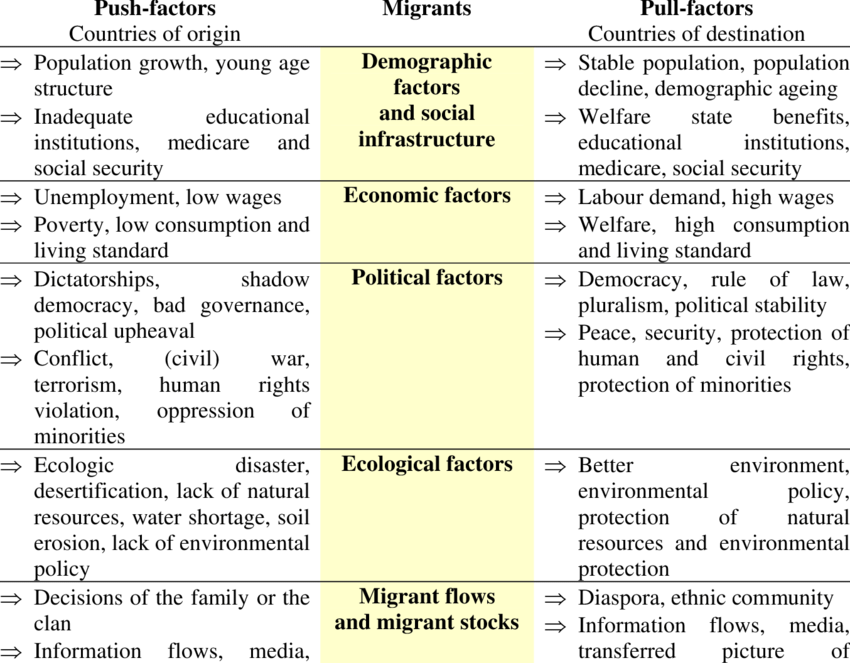 Push-factors
Countries of origin
Migrants
Pull-factors
Countries of destination
⇒ Population growth, young age
structure
⇒ Inadequate educational
institutions, medicare and
social security
Demographic
factors
and social
infrastructure
⇒ Stable population, population
decline, demographic ageing
⇒ Welfare state benefits,
educational institutions,
medicare, social security
⇒ Unemployment, low wages
⇒ Poverty, low consumption and
living standard
Economic factors
⇒ Labour demand, high wages
⇒ Welfare, high consumption
and living standard
⇒ Dictatorships, shadow
democracy, bad governance,
political upheaval
⇒ Conflict, (civil) war,
terrorism, human rights
violation, oppression of
minorities
Political factors
⇒ Democracy, rule of law,
pluralism, political stability
⇒ Peace, security, protection of
human and civil rights,
protection of minorities
⇒ Ecologic disaster,
desertification, lack of natural
resources, water shortage, soil
erosion, lack of environmental
policy
Ecological factors
⇒ Better environment,
environmental policy,
protection of natural
resources and environmental
protection
⇒ Decisions of the family or the
clan
⇒ Information flows, media,
Migrant flows
and migrant stocks
⇒ Diaspora, ethnic community
⇒ Information flows, media,
transferred picture of